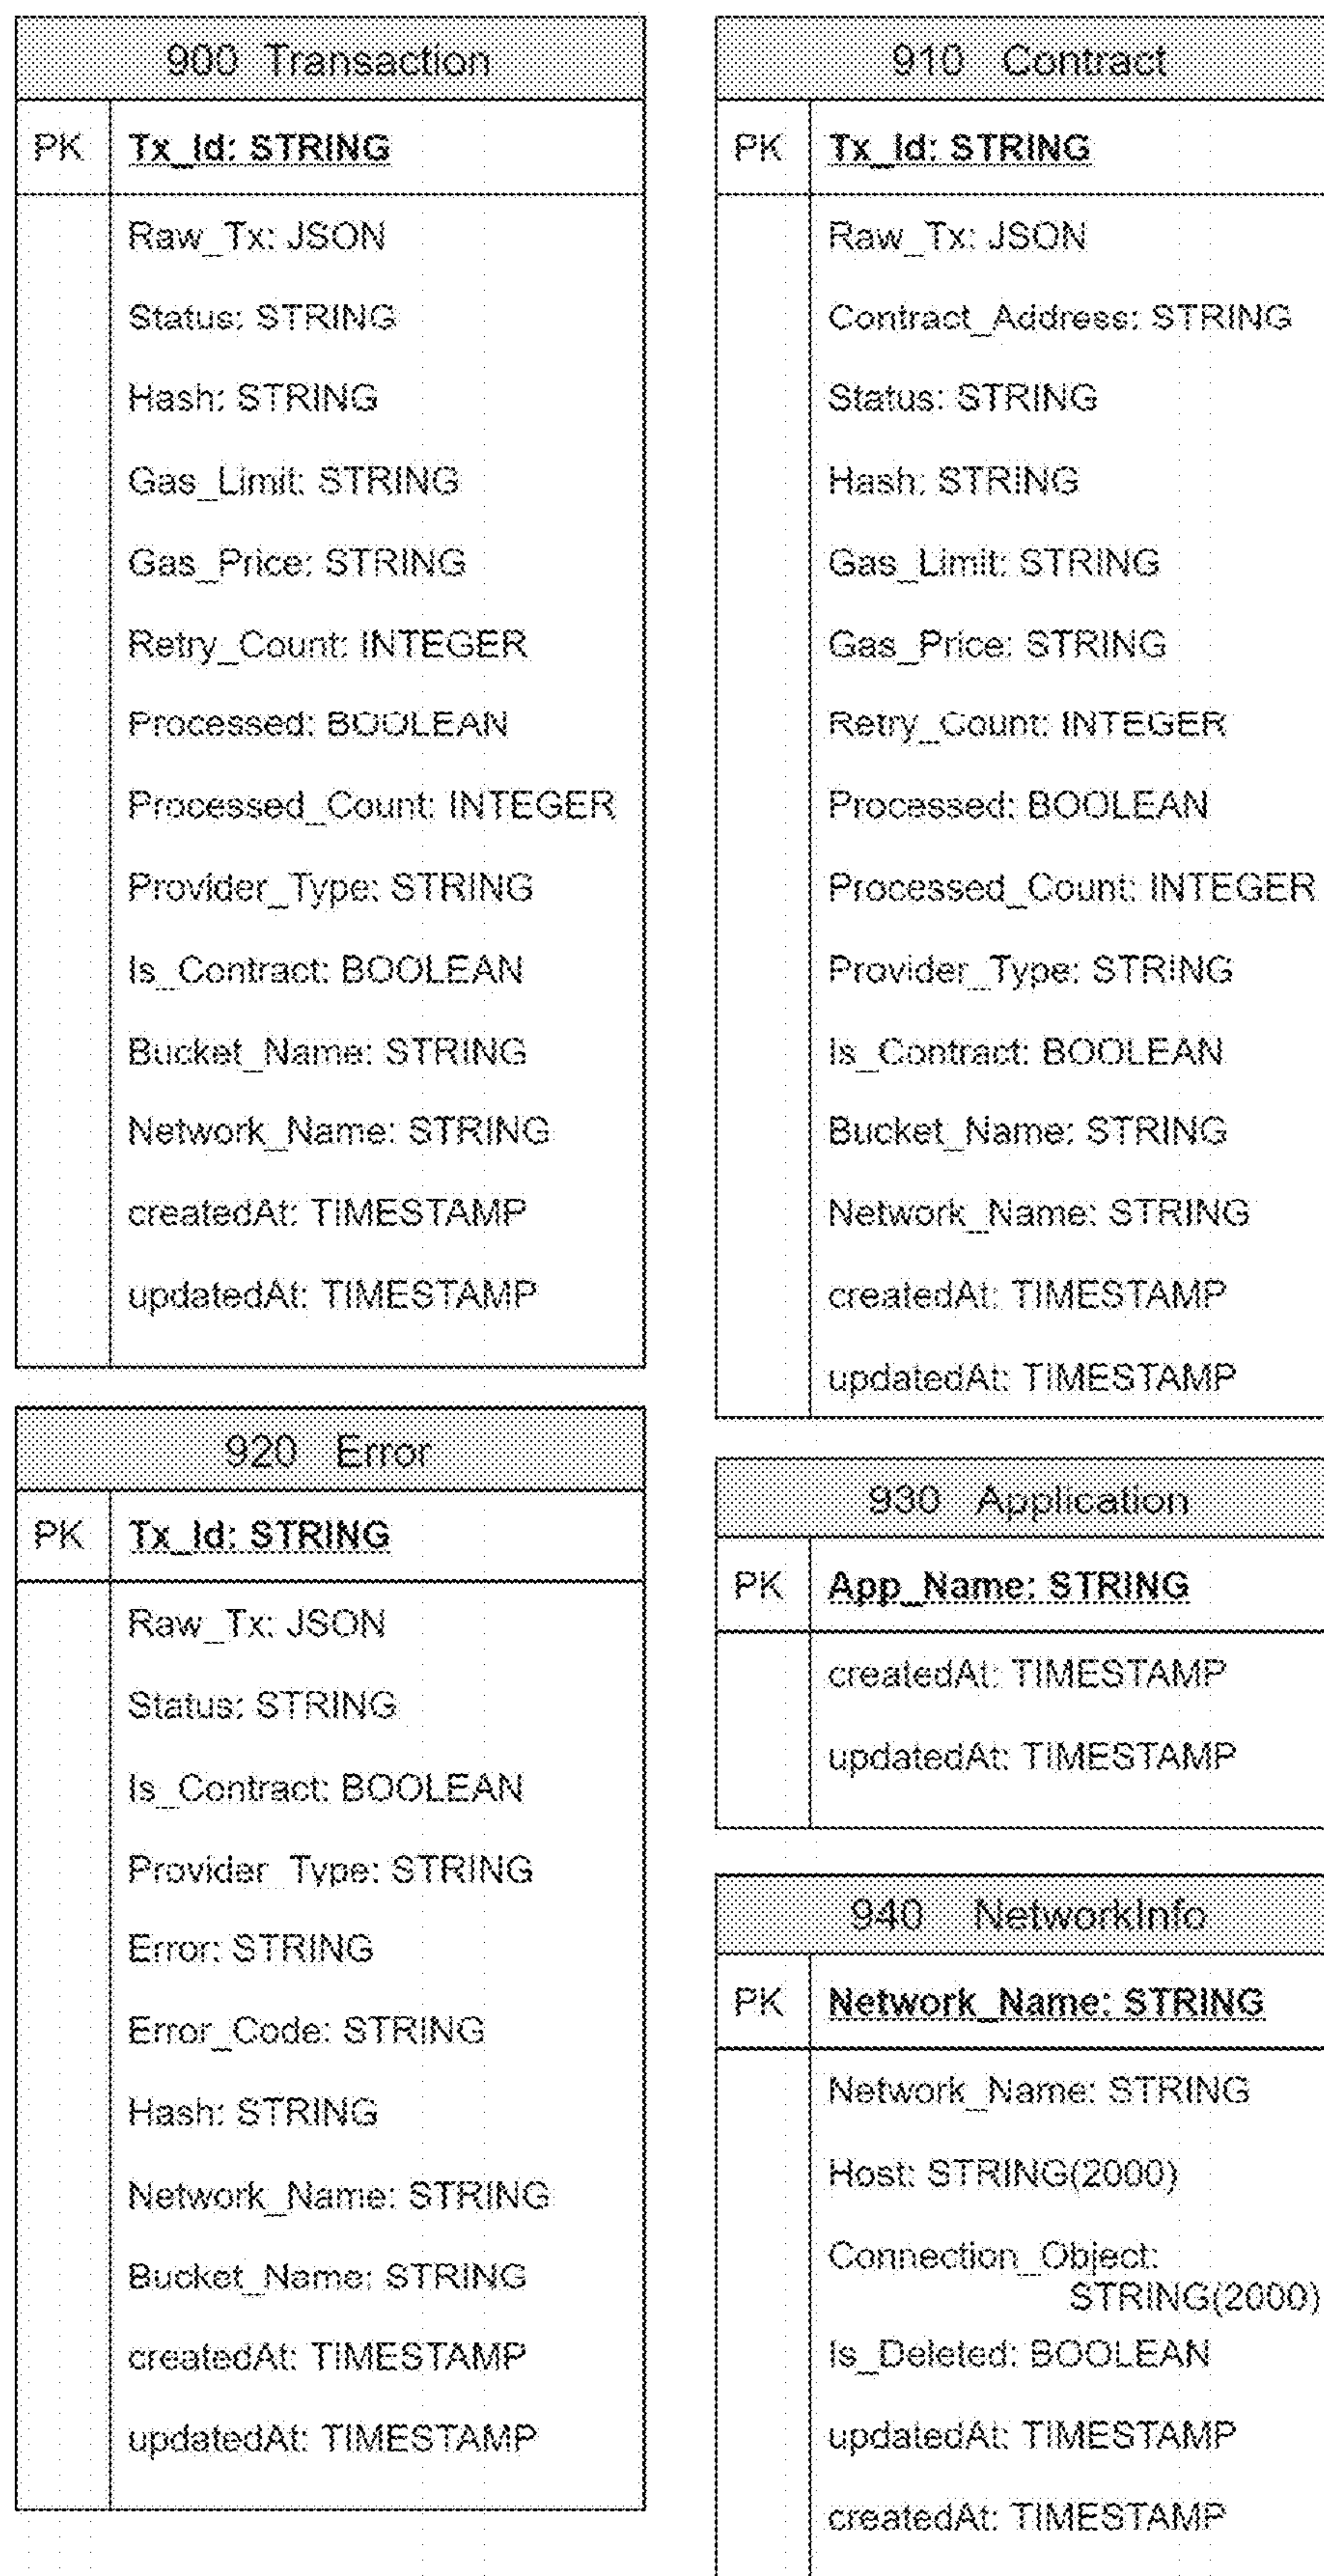 900 Transaction
PK Tx_Id: STRING
Raw_Tx: JSON
Status: STRING
Hash: STRING
Gas_Limit: STRING
Gas_Price: STRING
Retry_Count: INTEGER
Processed: BOOLEAN
Processed_Count: INTEGER
Provider_Type: STRING
Is_Contract: BOOLEAN
Bucket_Name: STRING
Network_Name: STRING
createdAt: TIMESTAMP
updatedAt: TIMESTAMP
920 Error
PK Tx_Id: STRING
Raw_Tx: JSON
Status: STRING
Is_Contract: BOOLEAN
Provider_Type: STRING
Error: STRING
Error_Code: STRING
Hash: STRING
Network_Name: STRING
Bucket_Name: STRING
createdAt: TIMESTAMP
updatedAt: TIMESTAMP
910 Contract
PK Tx_Id: STRING
Raw_Tx: JSON
Contract_Address: STRING
Status: STRING
Hash: STRING
Gas_Limit: STRING
Gas_Price: STRING
Retry_Count: INTEGER
Processed: BOOLEAN
Processed_Count: INTEGER
Provider_Type: STRING
Is_Contract: BOOLEAN
Bucket_Name: STRING
Network_Name: STRING
createdAt: TIMESTAMP
updatedAt: TIMESTAMP
930 Application
PK App_Name: STRING
createdAt: TIMESTAMP
updatedAt: TIMESTAMP
940 NetworkInfo
PK Network_Name: STRING
Network_Name: STRING
Host: STRING(2000)
Connection_Object:
STRING(2000)
Is_Deleted: BOOLEAN
updatedAt: TIMESTAMP
createdAt: TIMESTAMP